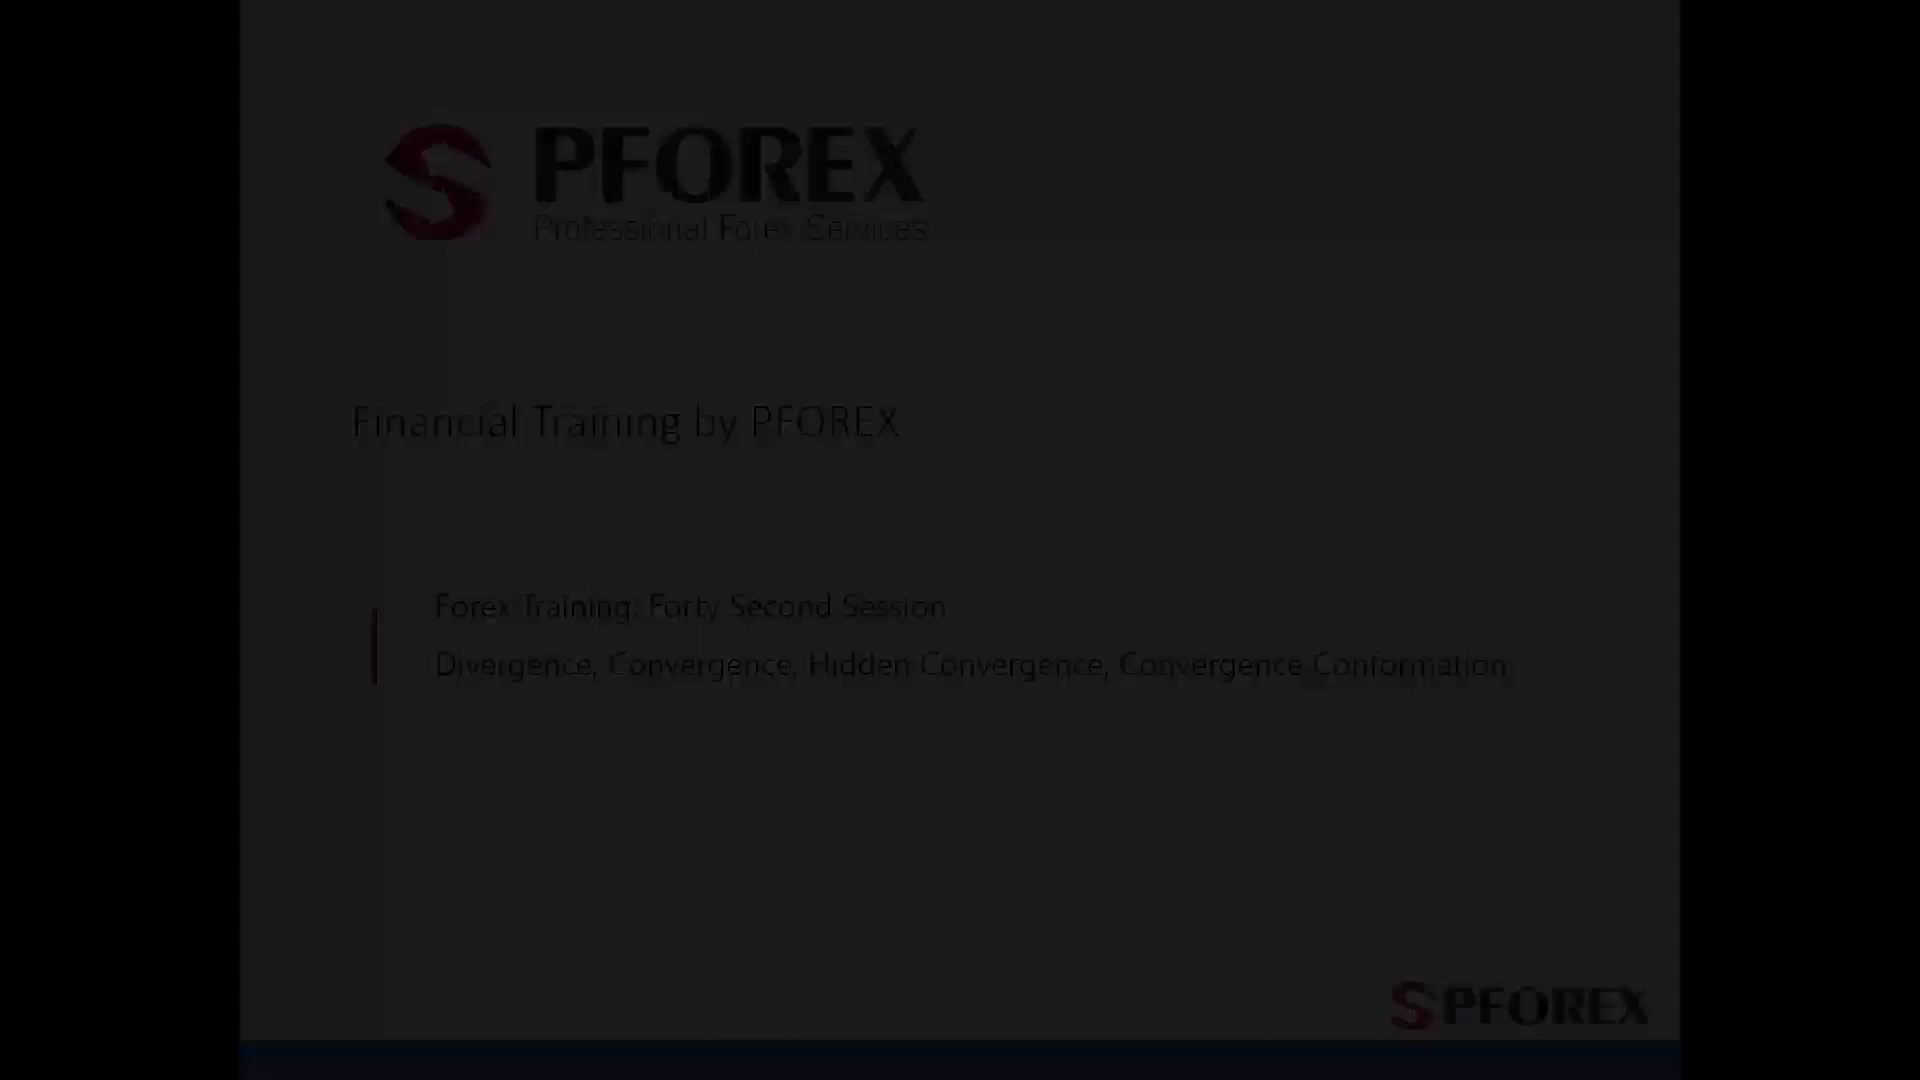 PFOREX
Professional Forex Services
Financial Training by PFOREX
Forex Training: Forty Second Session
Divergence, Convergence, Hidden Convergence, Convergence Conformation
PFOREX